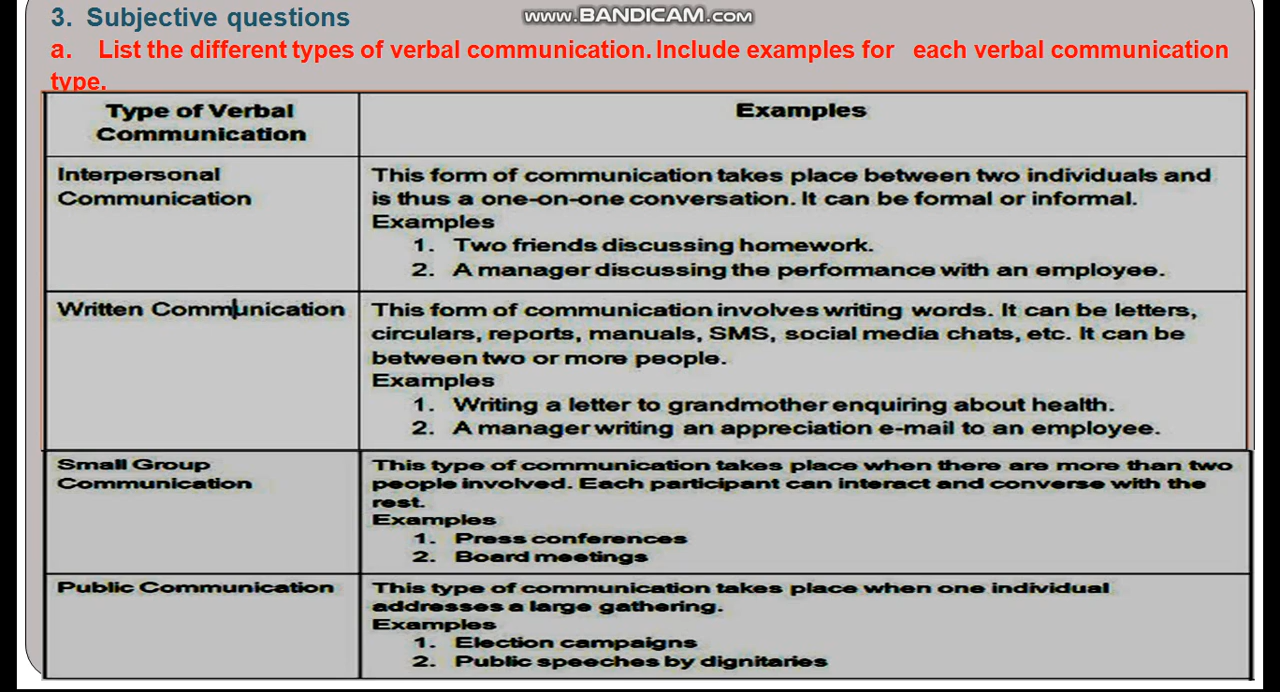 3. Subjective questions
www.BANDICAM.com
a. List the different types of verbal communication. Include examples for each verbal communication
type.
Type of Verbal
Communication
Examples
Interpersonal
Communication
This form of communication takes place between two individuals and
is thus a one-on-one conversation. It can be formal or informal.
Examples
1. Two friends discussing homework.
2. A manager discussing the performance with an employee.
Written Communication
This form of communication involves writing words. It can be letters,
circulars, reports, manuals, SMS, social media chats, etc. It can be
between two or more people.
Examples
1. Writing a letter to grandmother enquiring about health.
2. A manager writing an appreciation e-mail to an employee.
Small Group
Communication
This type of communication takes place when there are more than two
people involved. Each participant can interact and converse with the
rest.
Examples
1. Press conferences
2. Board meetings
Public Communication
This type of communication takes place when one individual
addresses a large gathering.
Examples
1. Election campaigns
2. Public speeches by dignitaries